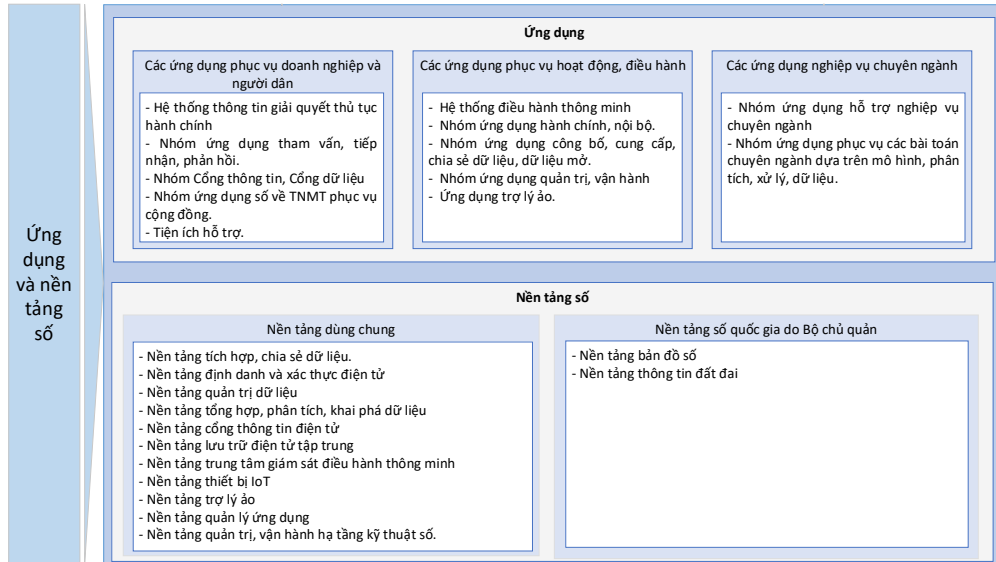 Ứng
dụng
và nền
tảng
số
Ứng dụng
Các ứng dụng phục vụ doanh nghiệp và
người dân
- Hệ thống thông tin giải quyết thủ tục
hành chính
- Nhóm ứng dụng tham vấn, tiếp
nhận, phản hồi.
- Nhóm Cổng thông tin, Cổng dữ liệu
- Nhóm ứng dụng số về TNMT phục vụ
cộng đồng.
- Tiện ích hỗ trợ.
Các ứng dụng phục vụ hoạt động, điều hành
- Hệ thống điều hành thông minh
- Nhóm ứng dụng hành chính, nội bộ.
- Nhóm ứng dụng công bố, cung cấp,
chia sẻ dữ liệu, dữ liệu mở.
- Nhóm ứng dụng quản trị, vận hành
- Ứng dụng trợ lý ảo.
Các ứng dụng nghiệp vụ chuyên ngành
- Nhóm ứng dụng hỗ trợ nghiệp vụ
chuyên ngành
- Nhóm ứng dụng phục vụ các bài toán
chuyên ngành dựa trên mô hình, phân
tích, xử lý, dữ liệu.
Nền tảng số
Nền tảng dùng chung
- Nền tảng tích hợp, chia sẻ dữ liệu.
- Nền tảng định danh và xác thực điện tử
- Nền tảng quản trị dữ liệu
- Nền tảng tổng hợp, phân tích, khai phá dữ liệu
- Nền tảng cổng thông tin điện tử
- Nền tảng lưu trữ điện tử tập trung
- Nền tảng trung tâm giám sát điều hành thông minh
- Nền tảng thiết bị IoT
- Nền tảng trợ lý ảo
- Nền tảng quản lý ứng dụng
- Nền tảng quản trị, vận hành hạ tầng kỹ thuật số.
Nền tảng số quốc gia do Bộ chủ quản
- Nền tảng bản đồ số
- Nền tảng thông tin đất đai